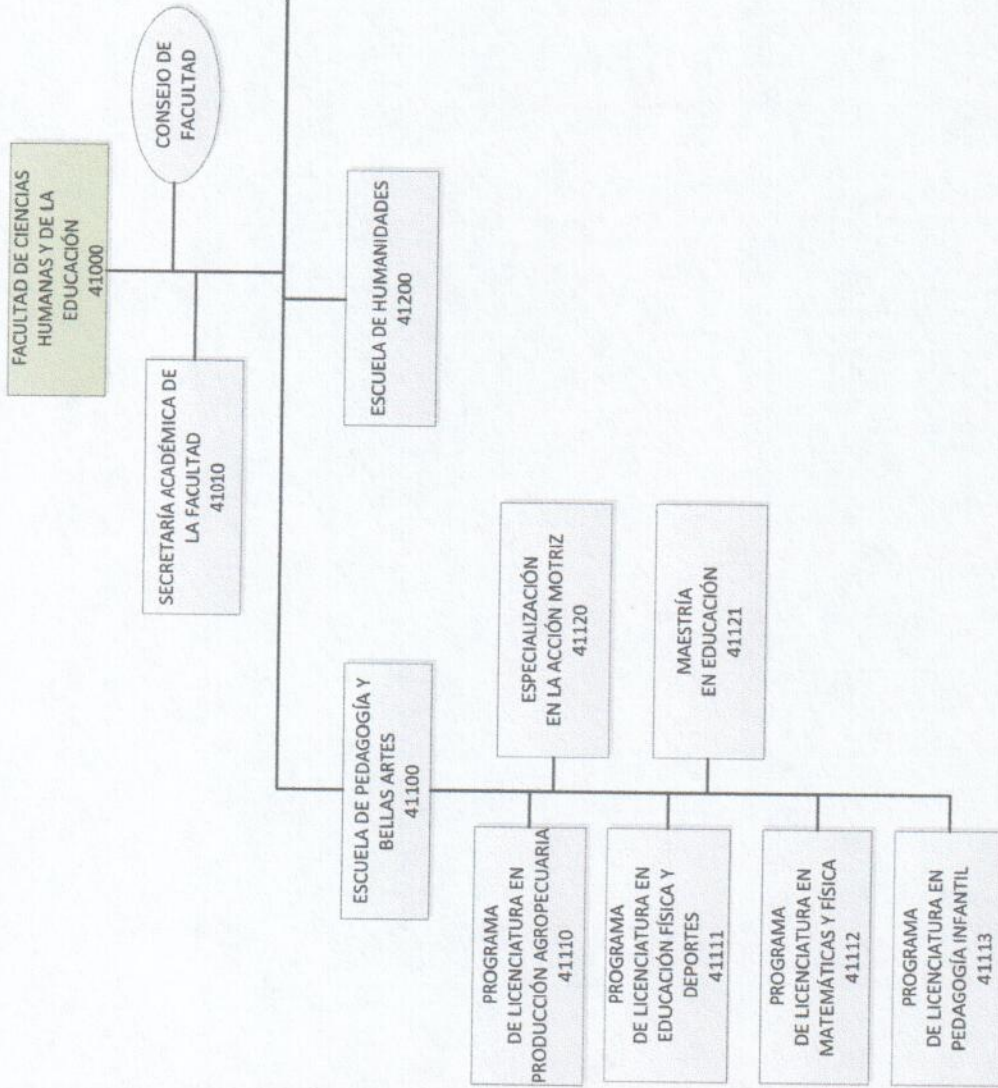 FACULTAD DE CIENCIAS
HUMANAS Y DE LA
EDUCACIÓN
41000
CONSEJO DE
FACULTAD
SECRETARÍA ACADÉMICA DE
LA FACULTAD
41010
ESCUELA DE PEDAGOGÍA Y
BELLAS ARTES
41100
ESCUELA DE HUMANIDADES
41200
PROGRAMA
DE LICENCIATURA EN
PRODUCCIÓN AGROPECUARIA
41110
ESPECIALIZACIÓN
EN LA ACCIÓN MOTRIZ
41120
PROGRAMA
DE LICENCIATURA EN
EDUCACIÓN FÍSICA Y
DEPORTES
41111
MAESTRÍA
EN EDUCACIÓN
41121
PROGRAMA
DE LICENCIATURA EN
MATEMÁTICAS Y FÍSICA
41112
PROGRAMA
DE LICENCIATURA EN
PEDAGOGÍA INFANTIL
41113